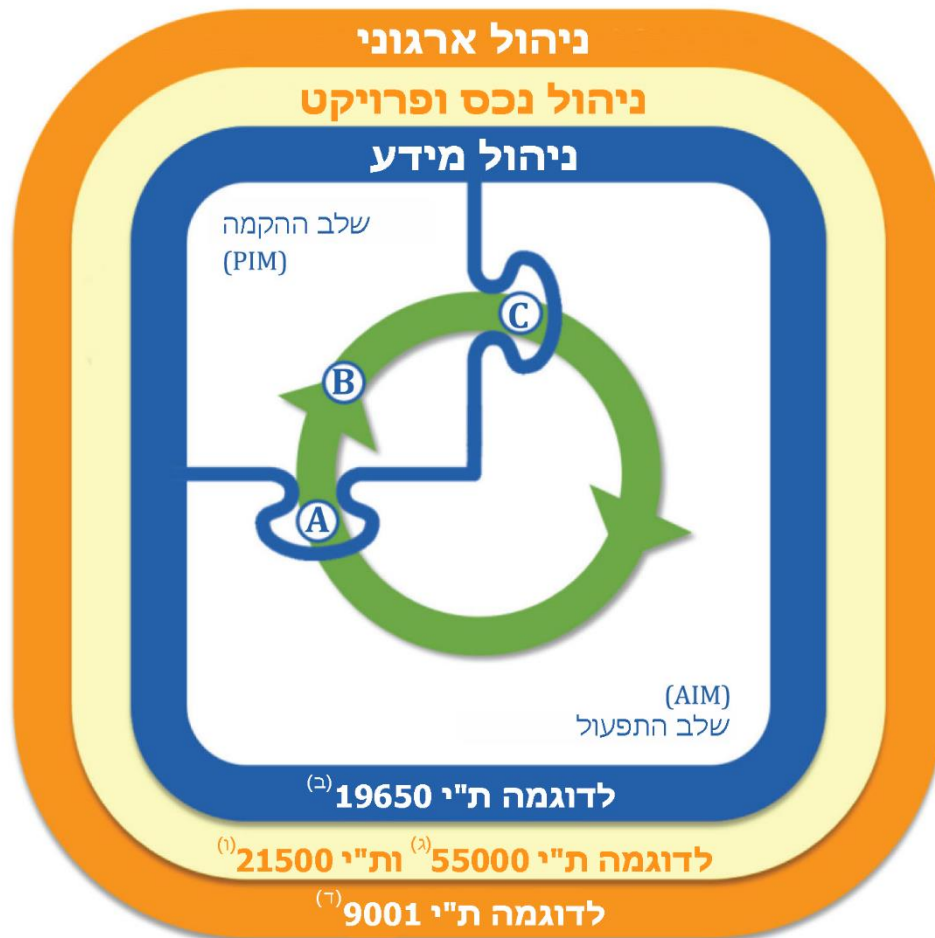 ניהול ארגוני
ניהול נכס ופרויקט
ניהול מידע
שלב ההקמה
(PIM)
C
B
A
(AIM)
שלב התפעול
לדוגמה ת"י 19650(ב)
לדוגמה ת"י 55000(ג) ות"י 21500(ו)
לדוגמה ת"י 9001(ד)